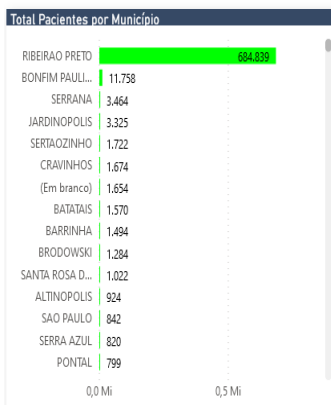 Total Pacientes por Município
RIBEIRAO PRETO 684.839
BONFIM PAULI... 11.758
SERRANA 3.464
JARDINOPOLIS 3.325
SERTAOZINHO 1.722
CRAVINHOS 1.674
(Em branco) 1.654
BATATAIS 1.570
BARRINHA 1.494
BRODOWSKI 1.284
SANTA ROSA D... 1.022
ALTINOPOLIS 924
SAO PAULO 842
SERRA AZUL 820
PONTAL 799
0,0 Mi 0,5 Mi